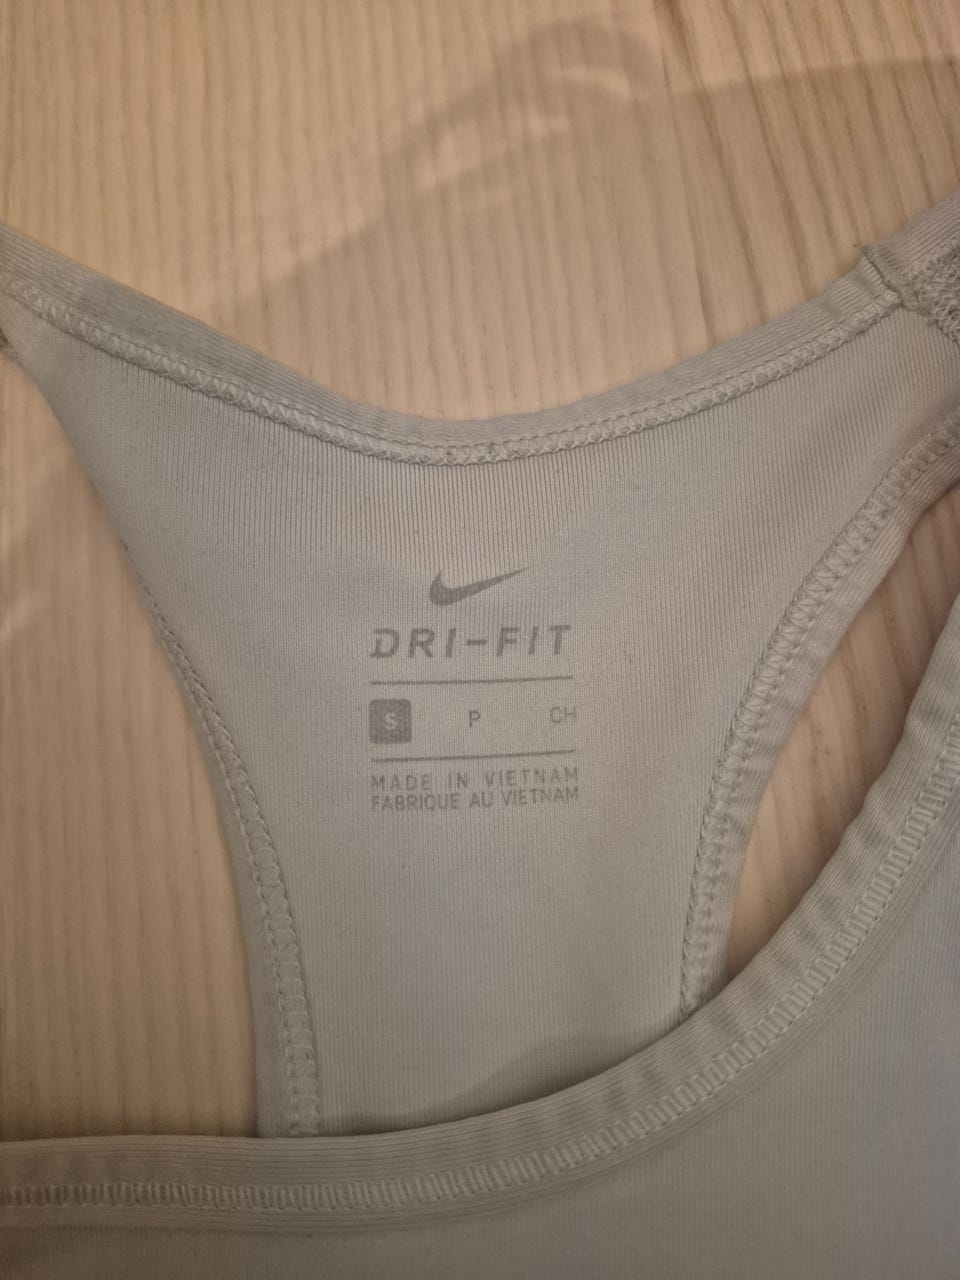 DRI-FIT
S P CH
MADE IN VIETNAM
FABRIQUE AU VIETNAM